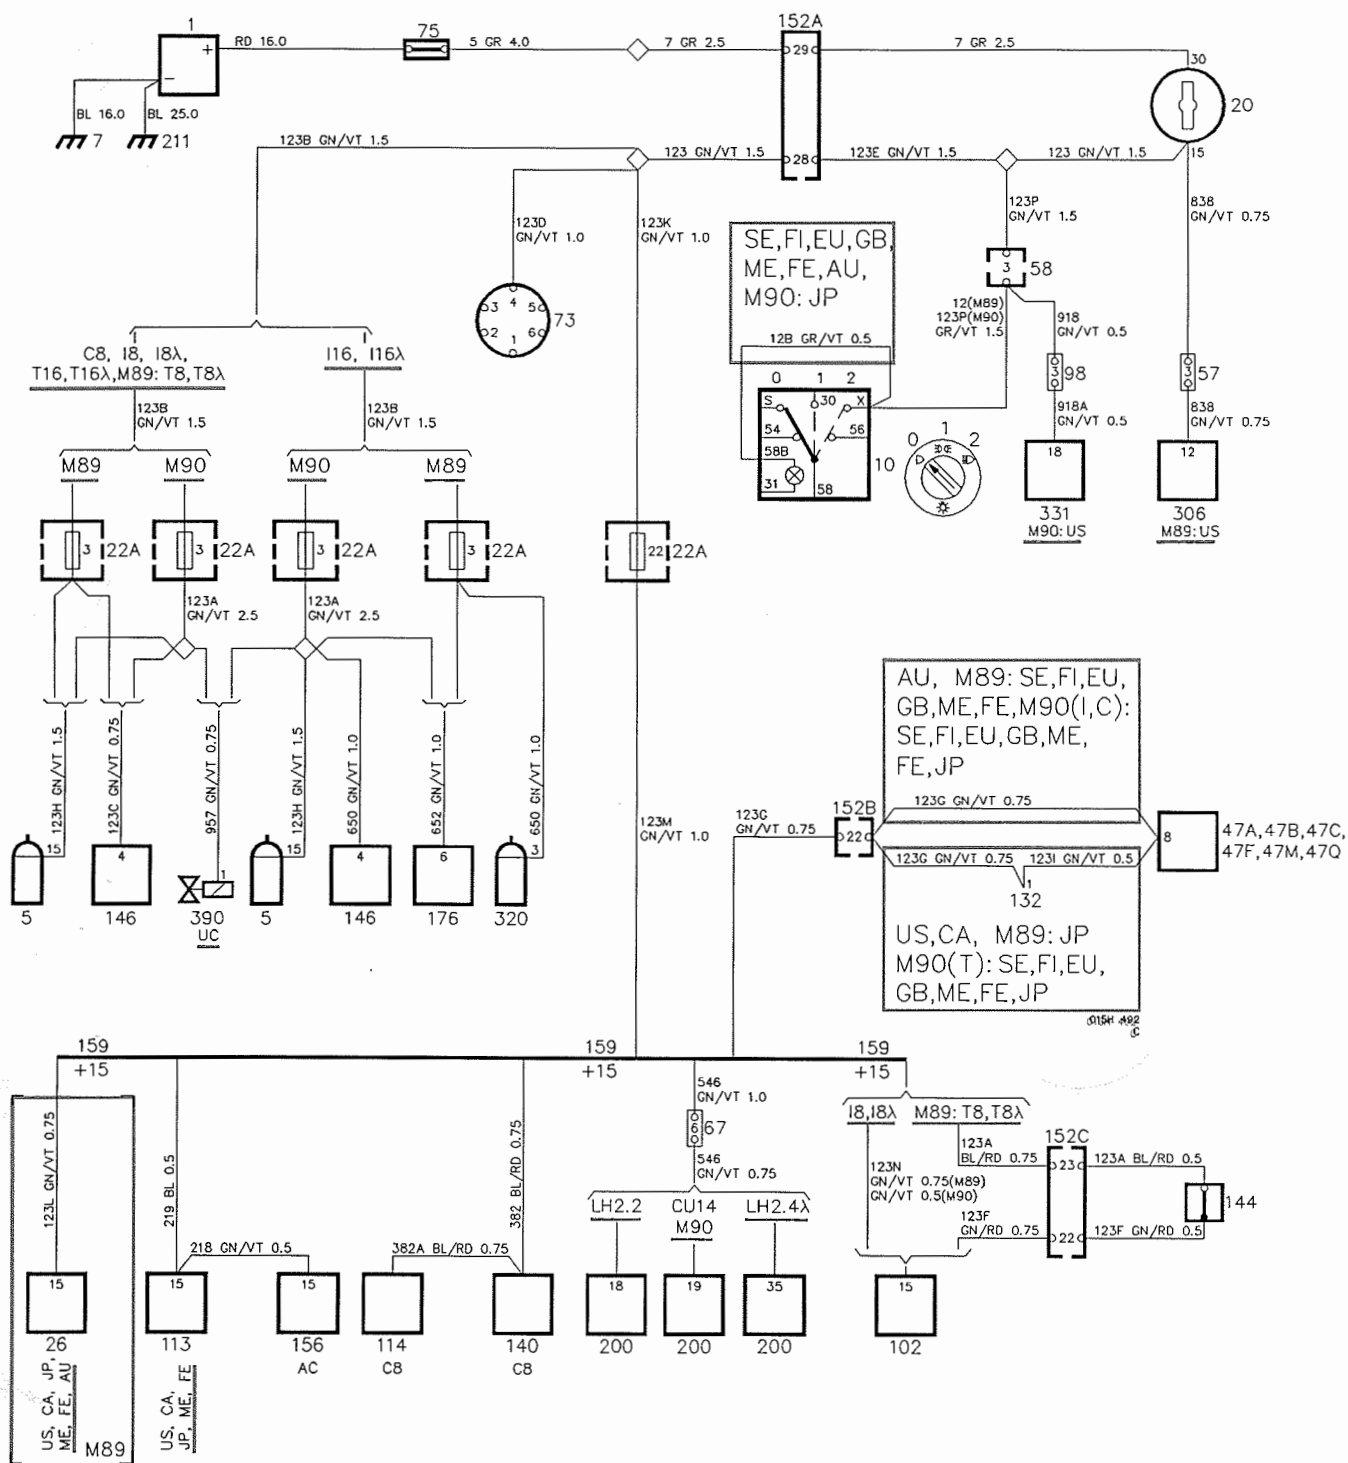 1
+
−
RD 16.0
75
5 GR 4.0
7 GR 2.5
152A
29
7 GR 2.5
30
20
15
BL 16.0
BL 25.0
7
211
123B GN/VT 1.5
123 GN/VT 1.5
28
123E GN/VT 1.5
123 GN/VT 1.5
123D
GN/VT 1.0
123K
GN/VT 1.0
123P
GN/VT 1.5
838
GN/VT 0.75
SE,FI,EU,GB,
ME,FE,AU,
M90: JP
3
58
12(M89)
123P(M90)
GR/VT 1.5
918
GN/VT 0.5
3 4 5
2 1 6
73
12B GR/VT 0.5
C8, I8, I8λ,
T16,T16λ,M89: T8,T8λ
I16, I16λ
3
98
3
57
0 1 2
S 30 X
54 56
58B
31 58
10
0 1 2
123B
GN/VT 1.5
123B
GN/VT 1.5
918A
GN/VT 0.5
838
GN/VT 0.75
M89
M90
M90
M89
18
331
M90: US
12
306
M89: US
3
22A
3
22A
3
22A
3
22A
22
22A
123A
GN/VT 2.5
123A
GN/VT 2.5
123H GN/VT 1.5
123C GN/VT 0.75
957 GN/VT 0.75
123H GN/VT 1.5
650 GN/VT 1.0
652 GN/VT 1.0
650 GN/VT 1.0
123M
GN/VT 1.0
AU, M89: SE,FI,EU,
GB,ME,FE,M90(I,C):
SE,FI,EU,GB,ME,
FE,JP
123G GN/VT 0.75
123G
GN/VT 0.75
152B
22
8
47A,47B,47C,
47F,47M,47Q
123G GN/VT 0.75
123I GN/VT 0.5
1
132
US,CA, M89: JP
M90(T): SE,FI,EU,
GB,ME,FE,JP
15
5
4
146
1
390
UC
15
5
4
146
6
176
3
320
159
+15
159
+15
159
+15
123L GN/VT 0.75
219 BL 0.5
382 BL/RD 0.75
546
GN/VT 1.0
6
67
546
GN/VT 0.75
I8,I8λ
M89: T8,T8λ
123A
BL/RD 0.75
152C
23
123A BL/RD 0.5
144
123N
GN/VT 0.75(M89)
GN/VT 0.5(M90)
123F
GN/RD 0.75
22
123F GN/RD 0.5
LH2.2
CU14
M90
LH2.4λ
218 GN/VT 0.5
382A BL/RD 0.75
15
26
US, CA, JP,
ME, FE, AU
M89
15
113
US, CA,
JP, ME, FE
15
156
AC
114
C8
140
C8
18
200
19
200
35
200
15
102